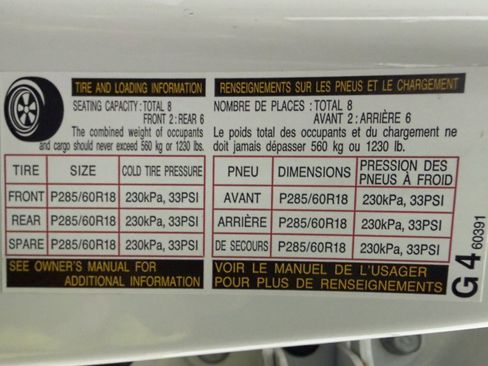 TIRE AND LOADING INFORMATION
SEATING CAPACITY: TOTAL 8
FRONT 2: REAR 6
The combined weight of occupants
and cargo should never exceed 560 kg or 1230 lbs.
TIRE SIZE COLD TIRE PRESSURE
FRONT P285/60R18 230kPa, 33PSI
REAR P285/60R18 230kPa, 33PSI
SPARE P285/60R18 230kPa, 33PSI
SEE OWNER'S MANUAL FOR
ADDITIONAL INFORMATION
RENSEIGNEMENTS SUR LES PNEUS ET LE CHARGEMENT
NOMBRE DE PLACES : TOTAL 8
AVANT 2: ARRIÈRE 6
Le poids total des occupants et du chargement ne
doit jamais dépasser 560 kg ou 1230 lb.
PNEU DIMENSIONS PRESSION DES
PNEUS À FROID
AVANT P285/60R18 230kPa, 33PSI
ARRIÈRE P285/60R18 230kPa, 33PSI
DE SECOURS P285/60R18 230kPa, 33PSI
VOIR LE MANUEL DE L'USAGER
POUR PLUS DE RENSEIGNEMENTS
G4 60391